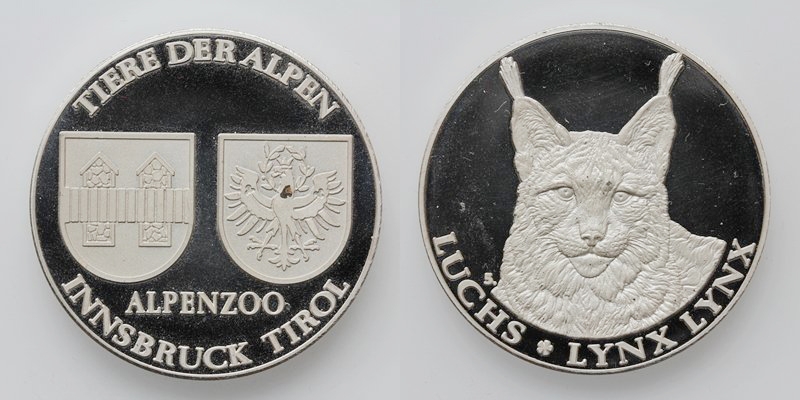 TIERE DER ALPEN
ALPENZOO
INNSBRUCK TIROL
LUCHS
LYNX LYNX